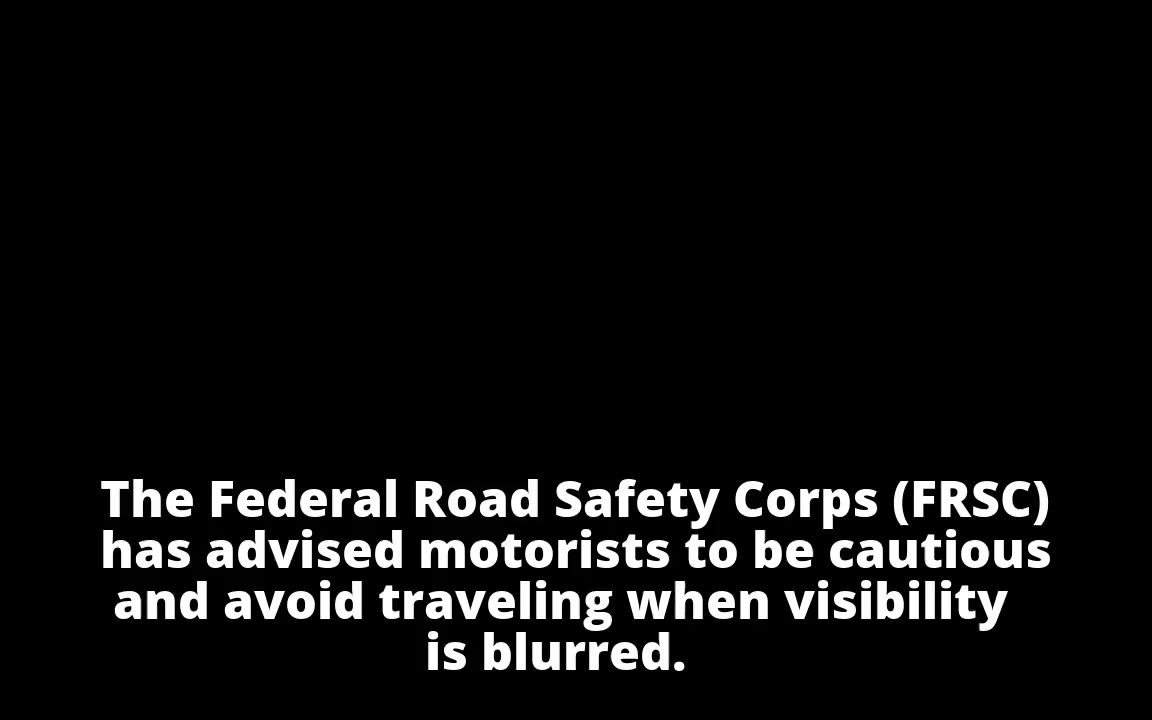 The Federal Road Safety Corps (FRSC)
has advised motorists to be cautious
and avoid traveling when visibility
is blurred.